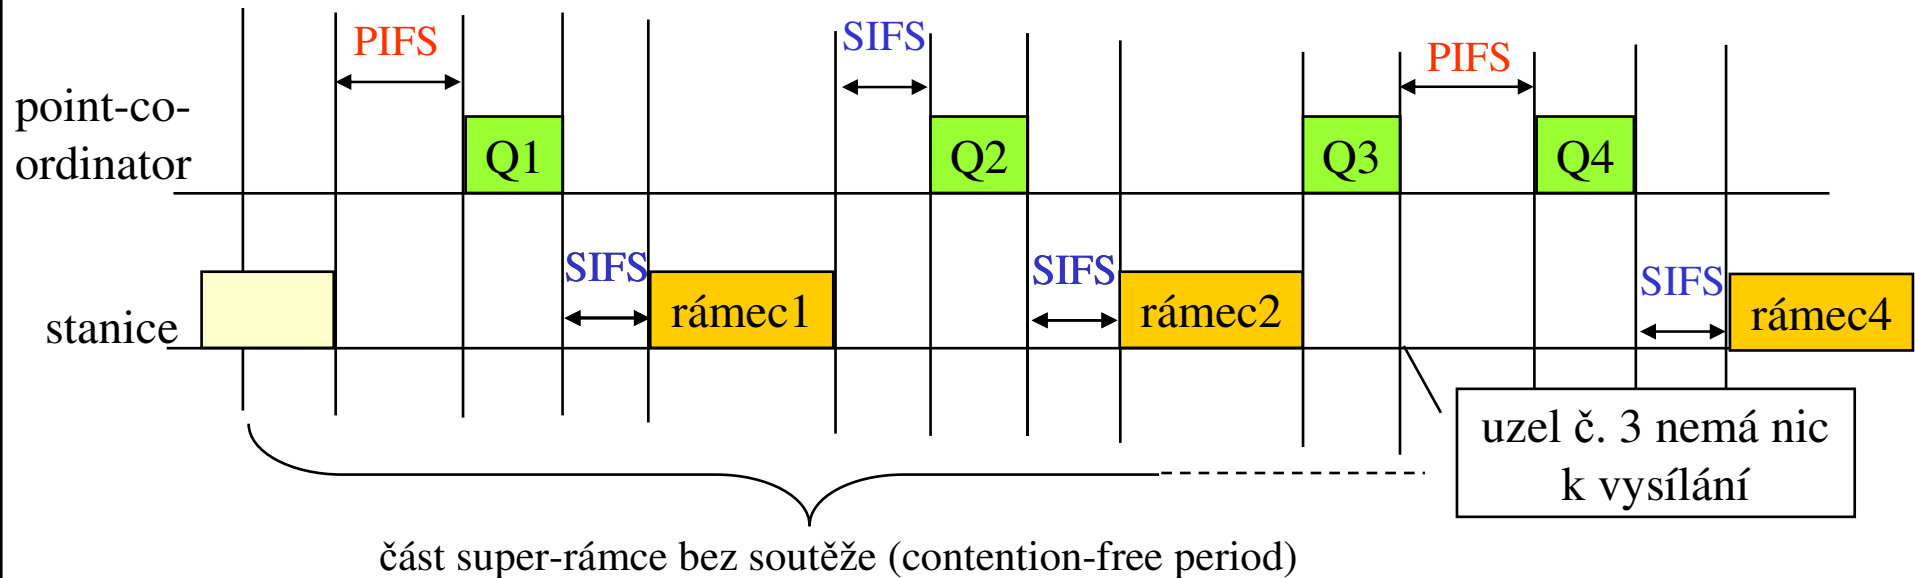 PIFS
SIFS
PIFS
point-co-
ordinator
Q1
Q2
Q3
Q4
SIFS
SIFS
SIFS
stanice
rámec1
rámec2
rámec4
uzel č. 3 nemá nic
k vysílání
část super-rámce bez soutěže (contention-free period)